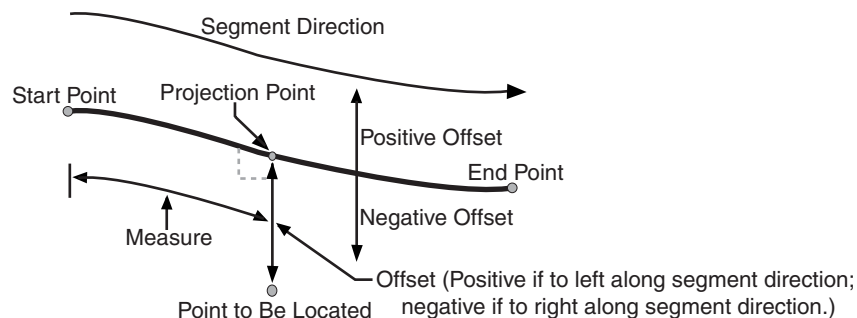 Segment Direction
Start Point
Projection Point
Positive Offset
End Point
Negative Offset
Measure
Offset (Positive if to left along segment direction;
negative if to right along segment direction.)
Point to Be Located